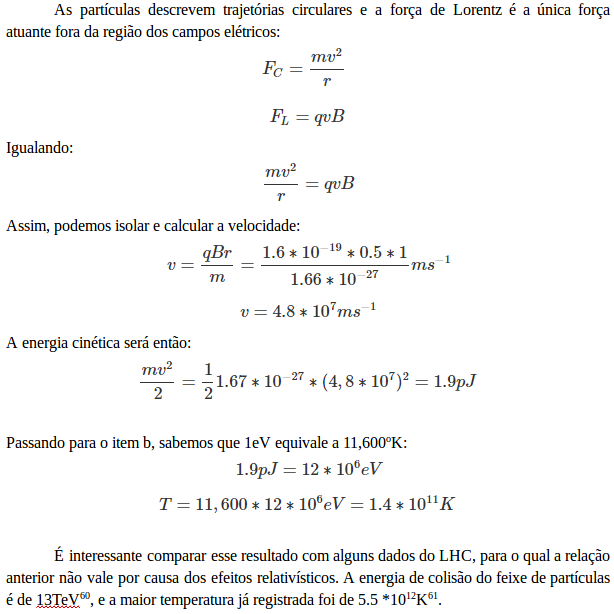 As partículas descrevem trajetórias circulares e a força de Lorentz é a única força
atuante fora da região dos campos elétricos:
F_C = \frac{mv^2}{r}
F_L = qvB
Igualando:
\frac{mv^2}{r} = qvB
Assim, podemos isolar e calcular a velocidade:
v = \frac{qBr}{m} = \frac{1.6 * 10^{-19} * 0.5 * 1}{1.66 * 10^{-27}} ms^{-1}
v = 4.8 * 10^7 ms^{-1}
A energia cinética será então:
\frac{mv^2}{2} = \frac{1}{2} 1.67 * 10^{-27} * (4,8 * 10^7)^2 = 1.9pJ
Passando para o item b, sabemos que 1eV equivale a 11,600ºK:
1.9pJ = 12 * 10^6 eV
T = 11,600 * 12 * 10^6 eV = 1.4 * 10^{11} K
É interessante comparar esse resultado com alguns dados do LHC, para o qual a relação
anterior não vale por causa dos efeitos relativísticos. A energia de colisão do feixe de partículas
é de 13TeV^{60}, e a maior temperatura já registrada foi de 5.5 *10^{12}K^{61}.